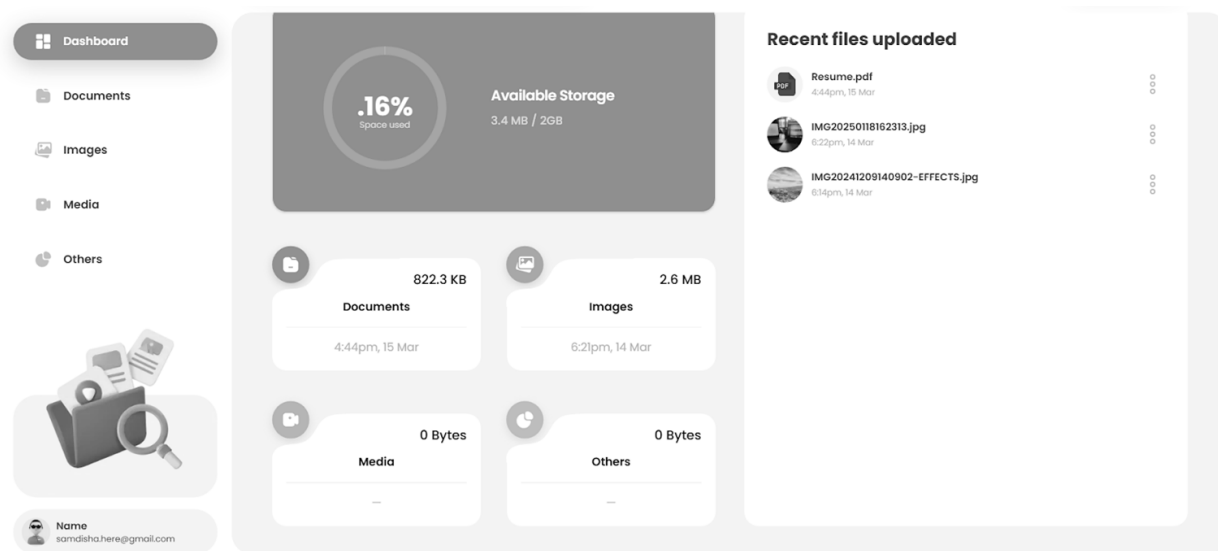 Dashboard
Documents
Images
Media
Others
Name
samdisha.here@gmail.com
.16%
Space used
Available Storage
3.4 MB / 2GB
822.3 KB
Documents
4:44pm, 15 Mar
2.6 MB
Images
6:21pm, 14 Mar
0 Bytes
Media
—
0 Bytes
Others
—
Recent files uploaded
PDF
Resume.pdf
4:44pm, 15 Mar
IMG20250118162313.jpg
6:22pm, 14 Mar
IMG20241209140902-EFFECTS.jpg
6:14pm, 14 Mar